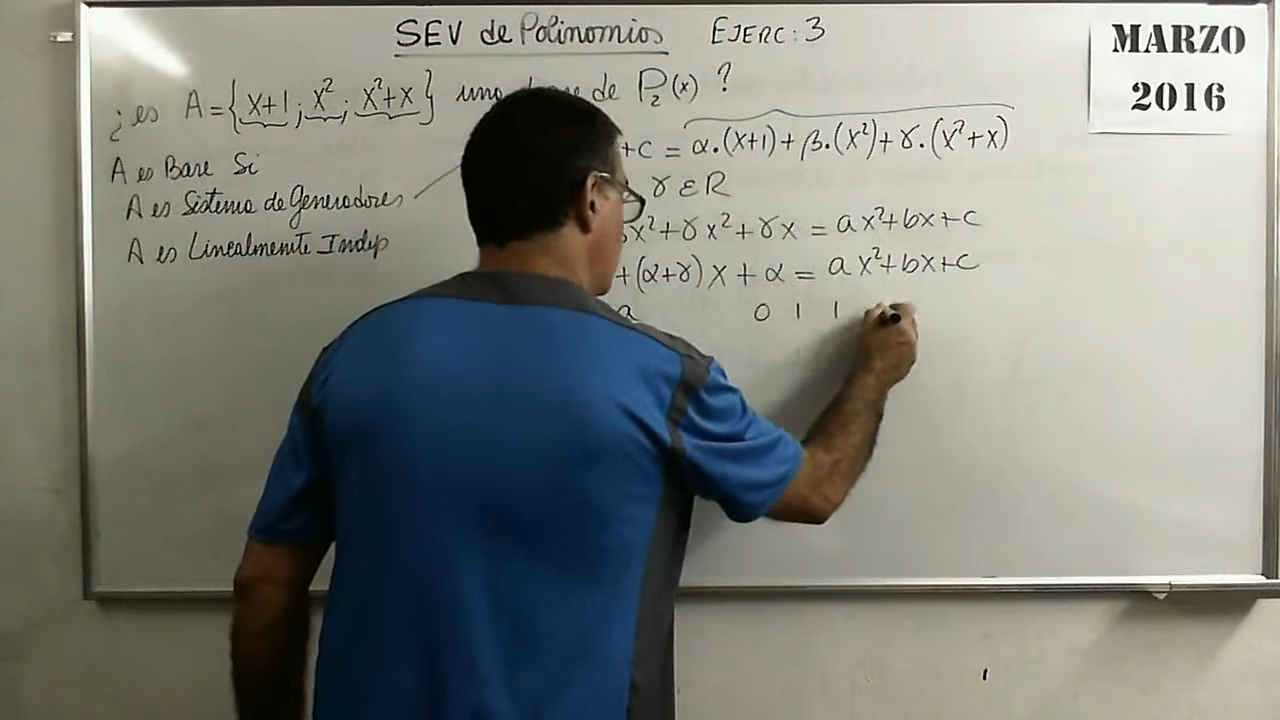 SEV de Polinomios EJERC: 3
MARZO
2016
¿es A = {x+1; x²; x²+x} una de P₂(x) ?
A es Base Si
A es Sistema de Generadores
A es Linealmente Indep
+c = α.(x+1) + β.(x²) + γ.(x²+x)
γ ε R
x² + γx² + γx = ax² + bx + c
+ (α+γ)x + α = ax² + bx + c
a 0 1 1